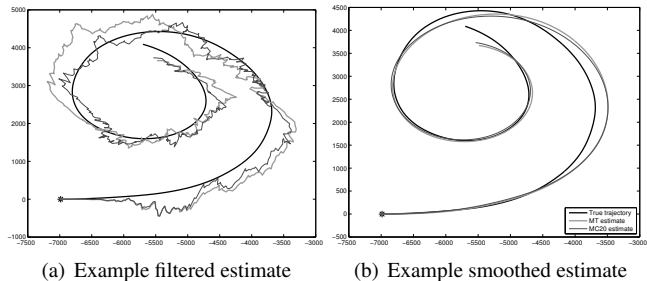 5000
4000
3000
2000
1000
0
−1000
−7500 −7000 −6500 −6000 −5500 −5000 −4500 −4000 −3500 −3000
(a) Example filtered estimate
4500
4000
3500
3000
2500
2000
1500
1000
500
0
−500
−7500 −7000 −6500 −6000 −5500 −5000 −4500 −4000 −3500 −3000
True trajectory
MT estimate
MC20 estimate
(b) Example smoothed estimate